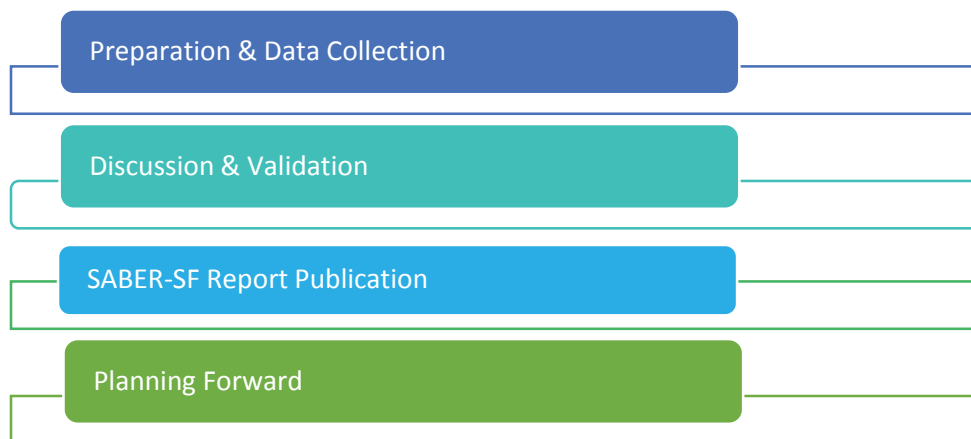 Preparation & Data Collection
Discussion & Validation
SABER-SF Report Publication
Planning Forward